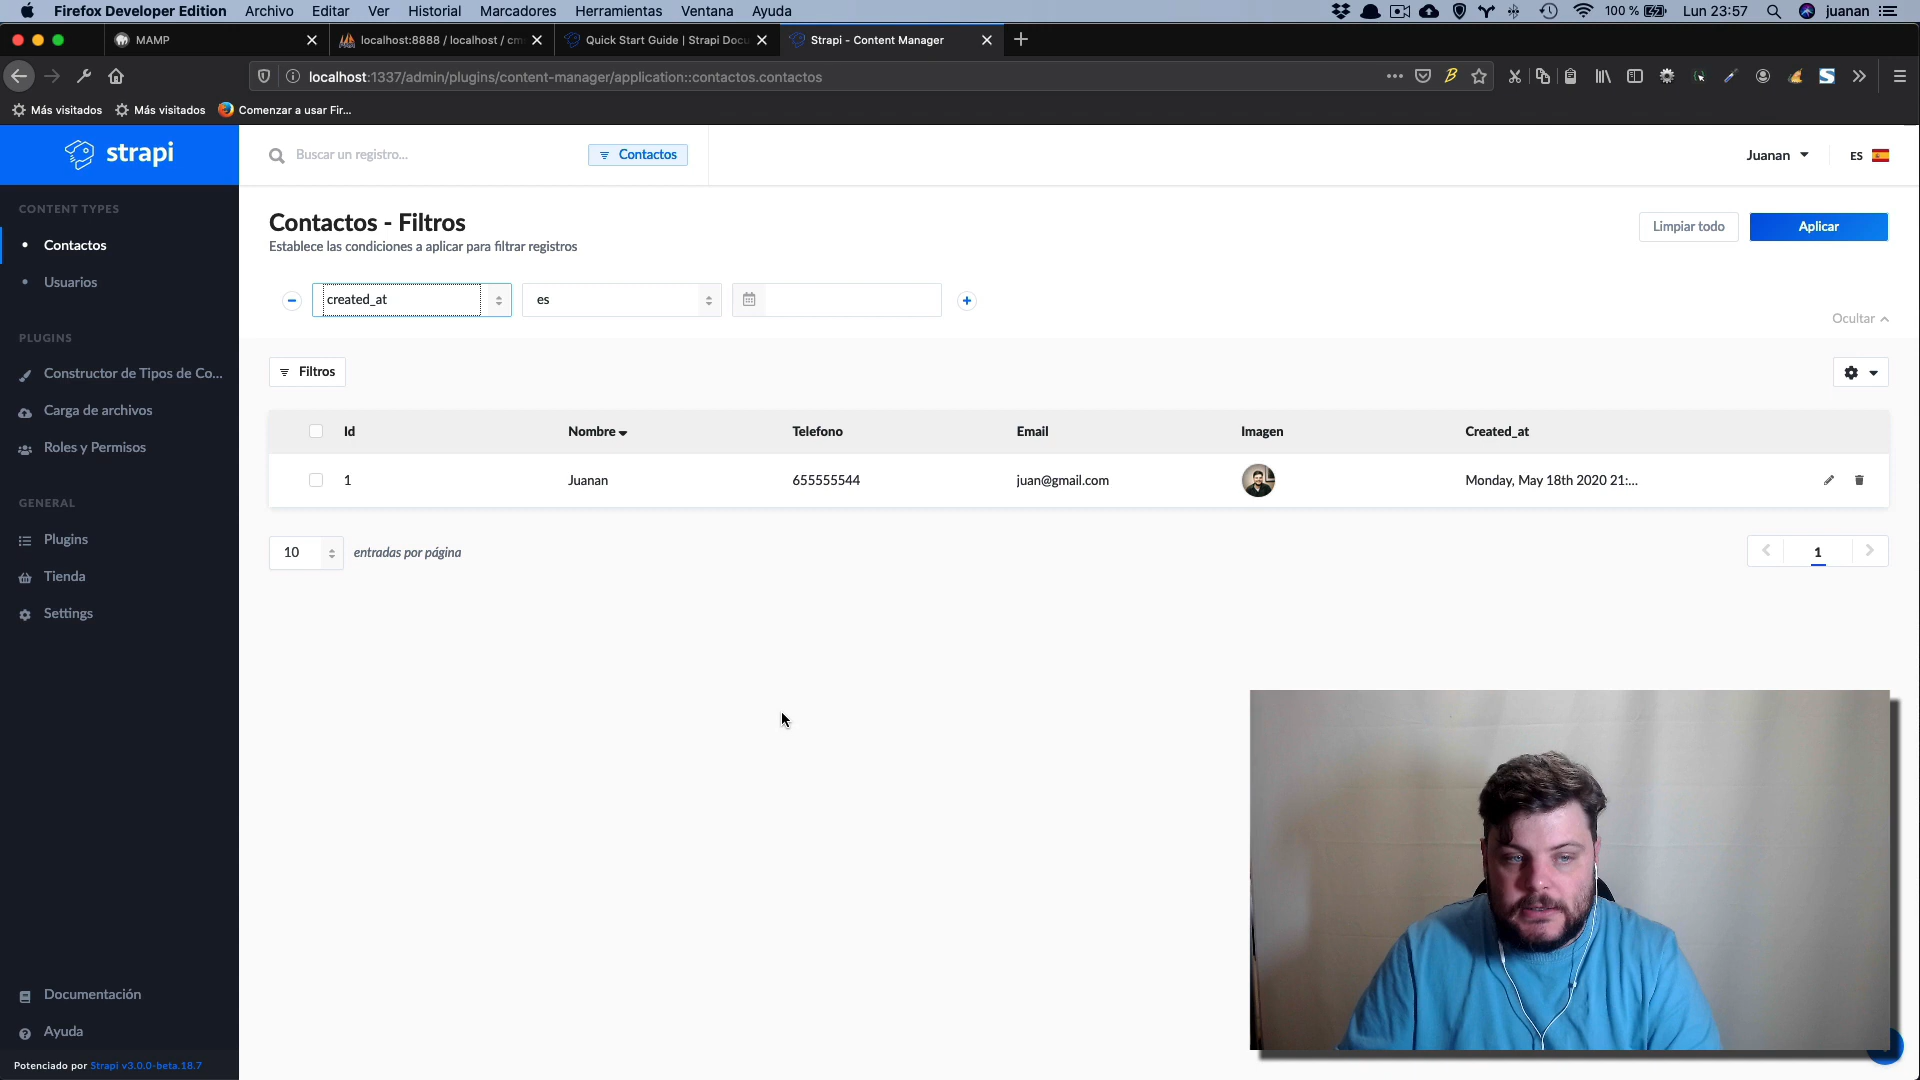 Firefox Developer Edition Archivo Editar Ver Historial Marcadores Herramientas Ventana Ayuda 100 % Lun 23:57 juanan
MAMP localhost:8888 / localhost / cm Quick Start Guide | Strapi Docu Strapi - Content Manager
localhost:1337/admin/plugins/content-manager/application::contactos.contactos
Más visitados Más visitados Comenzar a usar Fir...
strapi Buscar un registro... Contactos Juanan ES
CONTENT TYPES
Contactos
Usuarios
PLUGINS
Constructor de Tipos de Co...
Carga de archivos
Roles y Permisos
GENERAL
Plugins
Tienda
Settings
Documentación
Ayuda
Potenciado por Strapi v3.0.0-beta.18.7
Contactos - Filtros
Establece las condiciones a aplicar para filtrar registros
Limpiar todo Aplicar
created_at es
Ocultar
Filtros
Id Nombre Telefono Email Imagen Created_at
1 Juanan 655555544 juan@gmail.com Monday, May 18th 2020 21:...
10 entradas por página 1